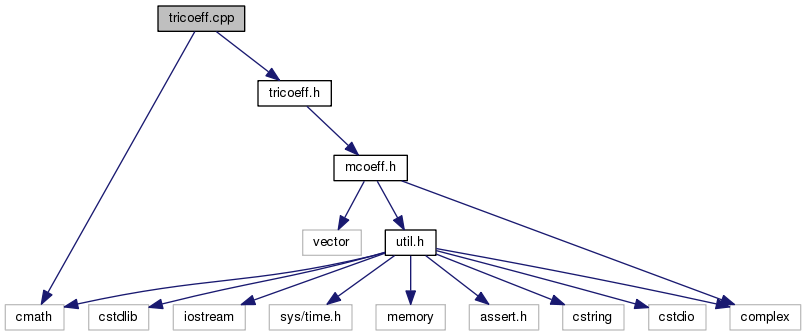 tricoeff.cpp
tricoeff.h
mcoeff.h
vector
util.h
cmath
cstdlib
iostream
sys/time.h
memory
assert.h
cstring
cstdio
complex